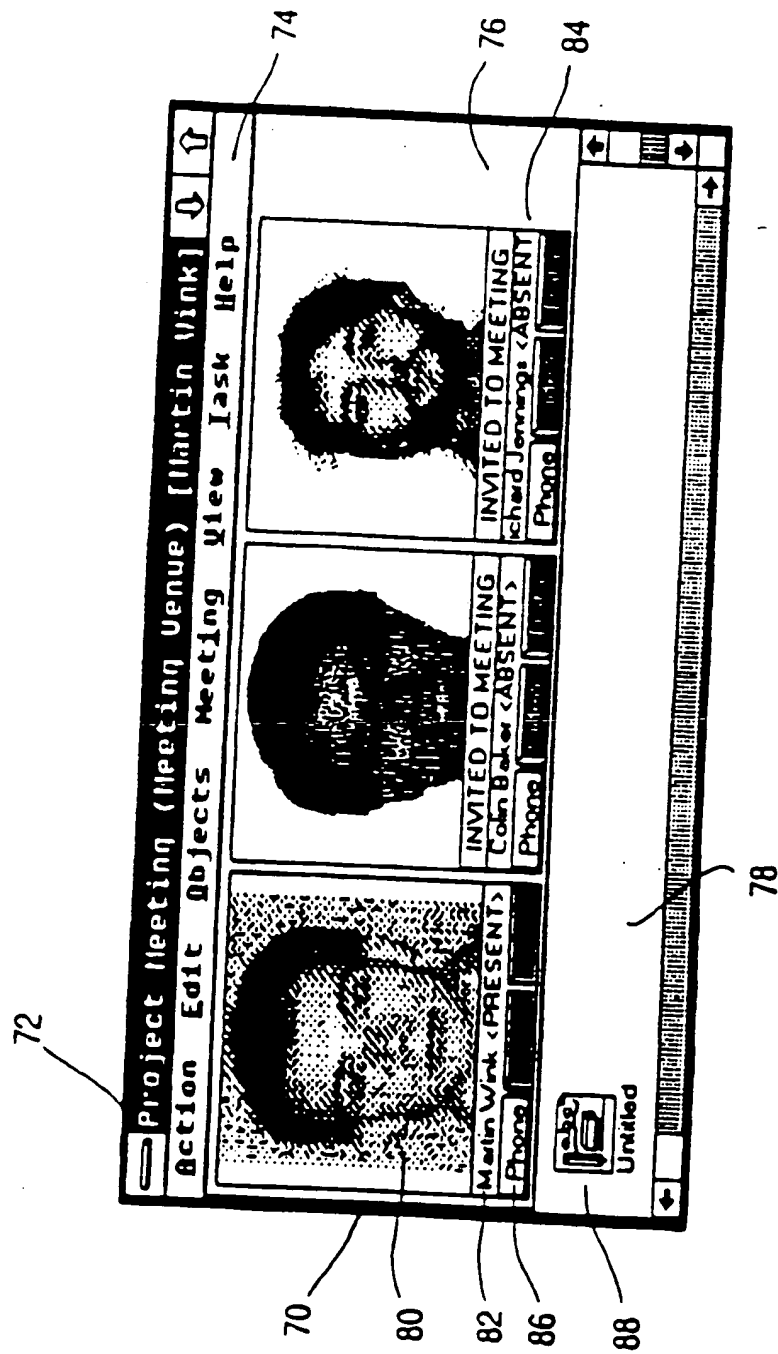 72
Project Meeting (Meeting Venue) [Martin Wink]
Action Edit Objects Meeting View Task Help
74
70
76
80
INVITED TO MEETING
INVITED TO MEETING
82
Martin Wink <PRESENT>
Colin Baker <ABSENT>
ichard Jennings <ABSENT
84
86
Phone
Phone
Phone
abc
Untitled
88
78